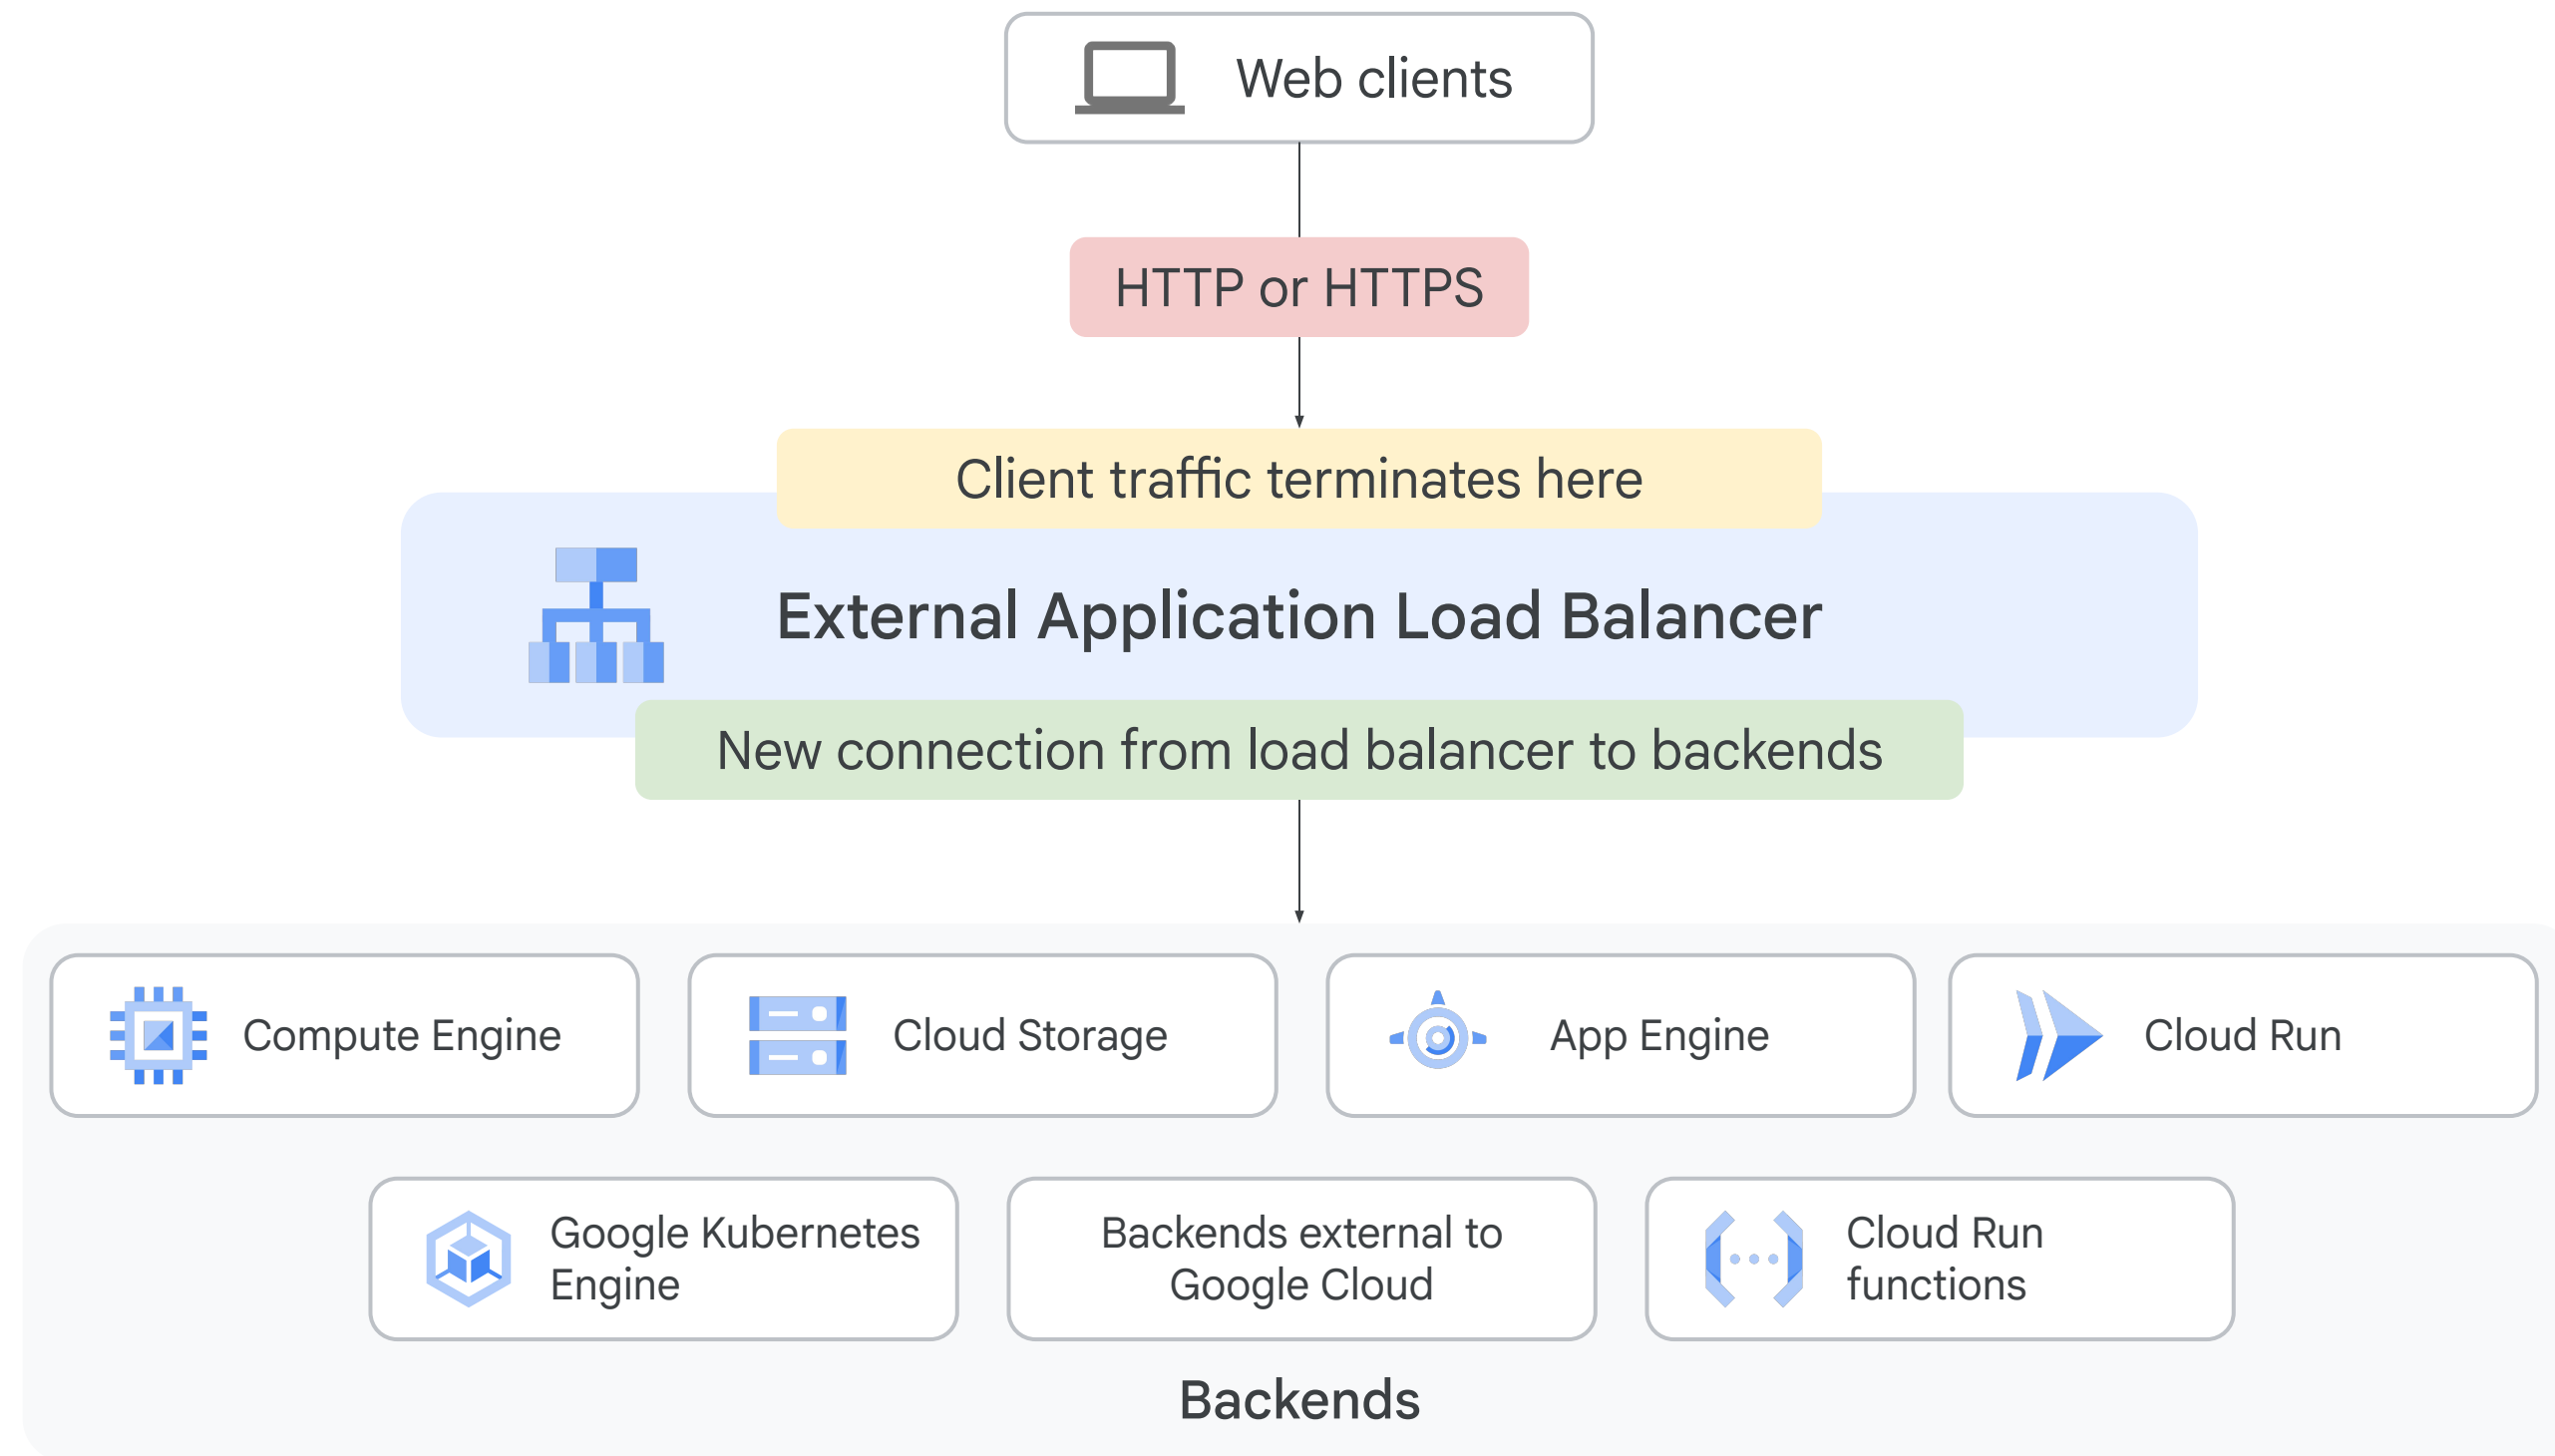 Web clients
HTTP or HTTPS
Client traffic terminates here
External Application Load Balancer
New connection from load balancer to backends
Compute Engine
Cloud Storage
App Engine
Cloud Run
Google Kubernetes
Engine
Backends external to
Google Cloud
Cloud Run
functions
Backends